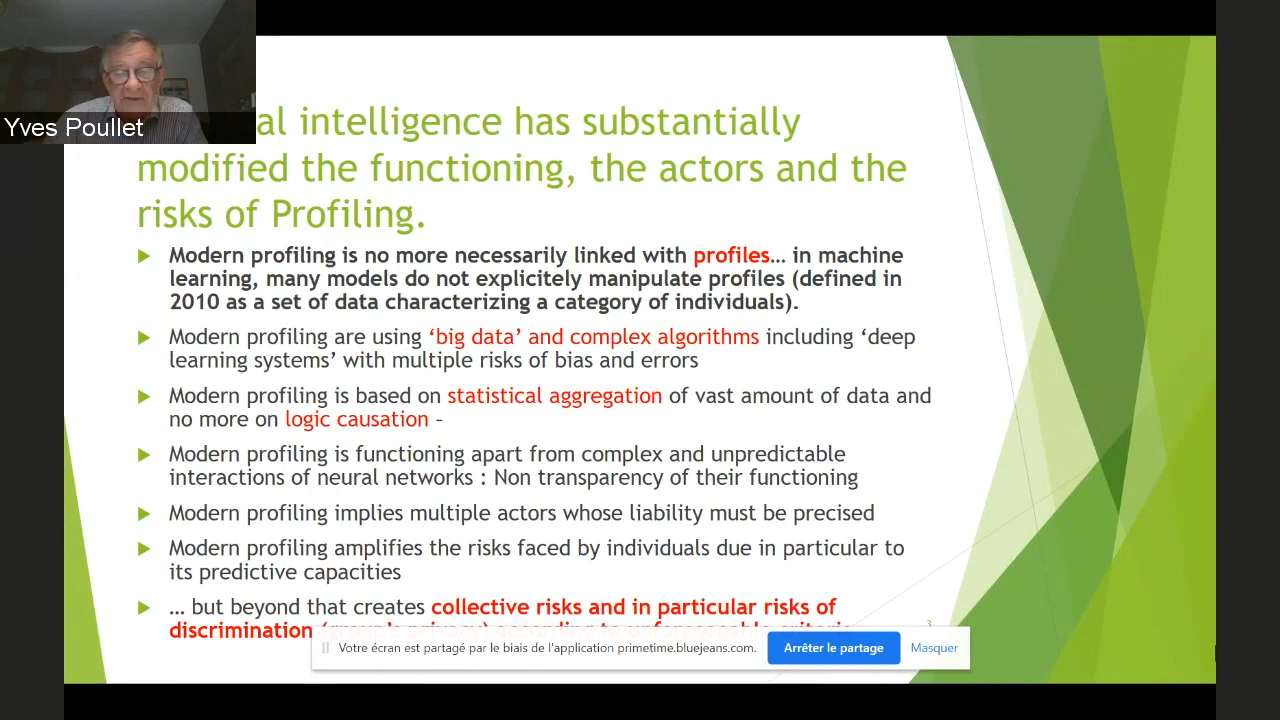 Yves Poullet
al intelligence has substantially
modified the functioning, the actors and the
risks of Profiling.
Modern profiling is no more necessarily linked with profiles… in machine
learning, many models do not explicitely manipulate profiles (defined in
2010 as a set of data characterizing a category of individuals).
Modern profiling are using ‘big data’ and complex algorithms including ‘deep
learning systems’ with multiple risks of bias and errors
Modern profiling is based on statistical aggregation of vast amount of data and
no more on logic causation –
Modern profiling is functioning apart from complex and unpredictable
interactions of neural networks : Non transparency of their functioning
Modern profiling implies multiple actors whose liability must be precised
Modern profiling amplifies the risks faced by individuals due in particular to
its predictive capacities
… but beyond that creates collective risks and in particular risks of
discrimination (group's privacy) according to unforeseeable criteria
3
Votre écran est partagé par le biais de l'application primetime.bluejeans.com.
Arrêter le partage
Masquer